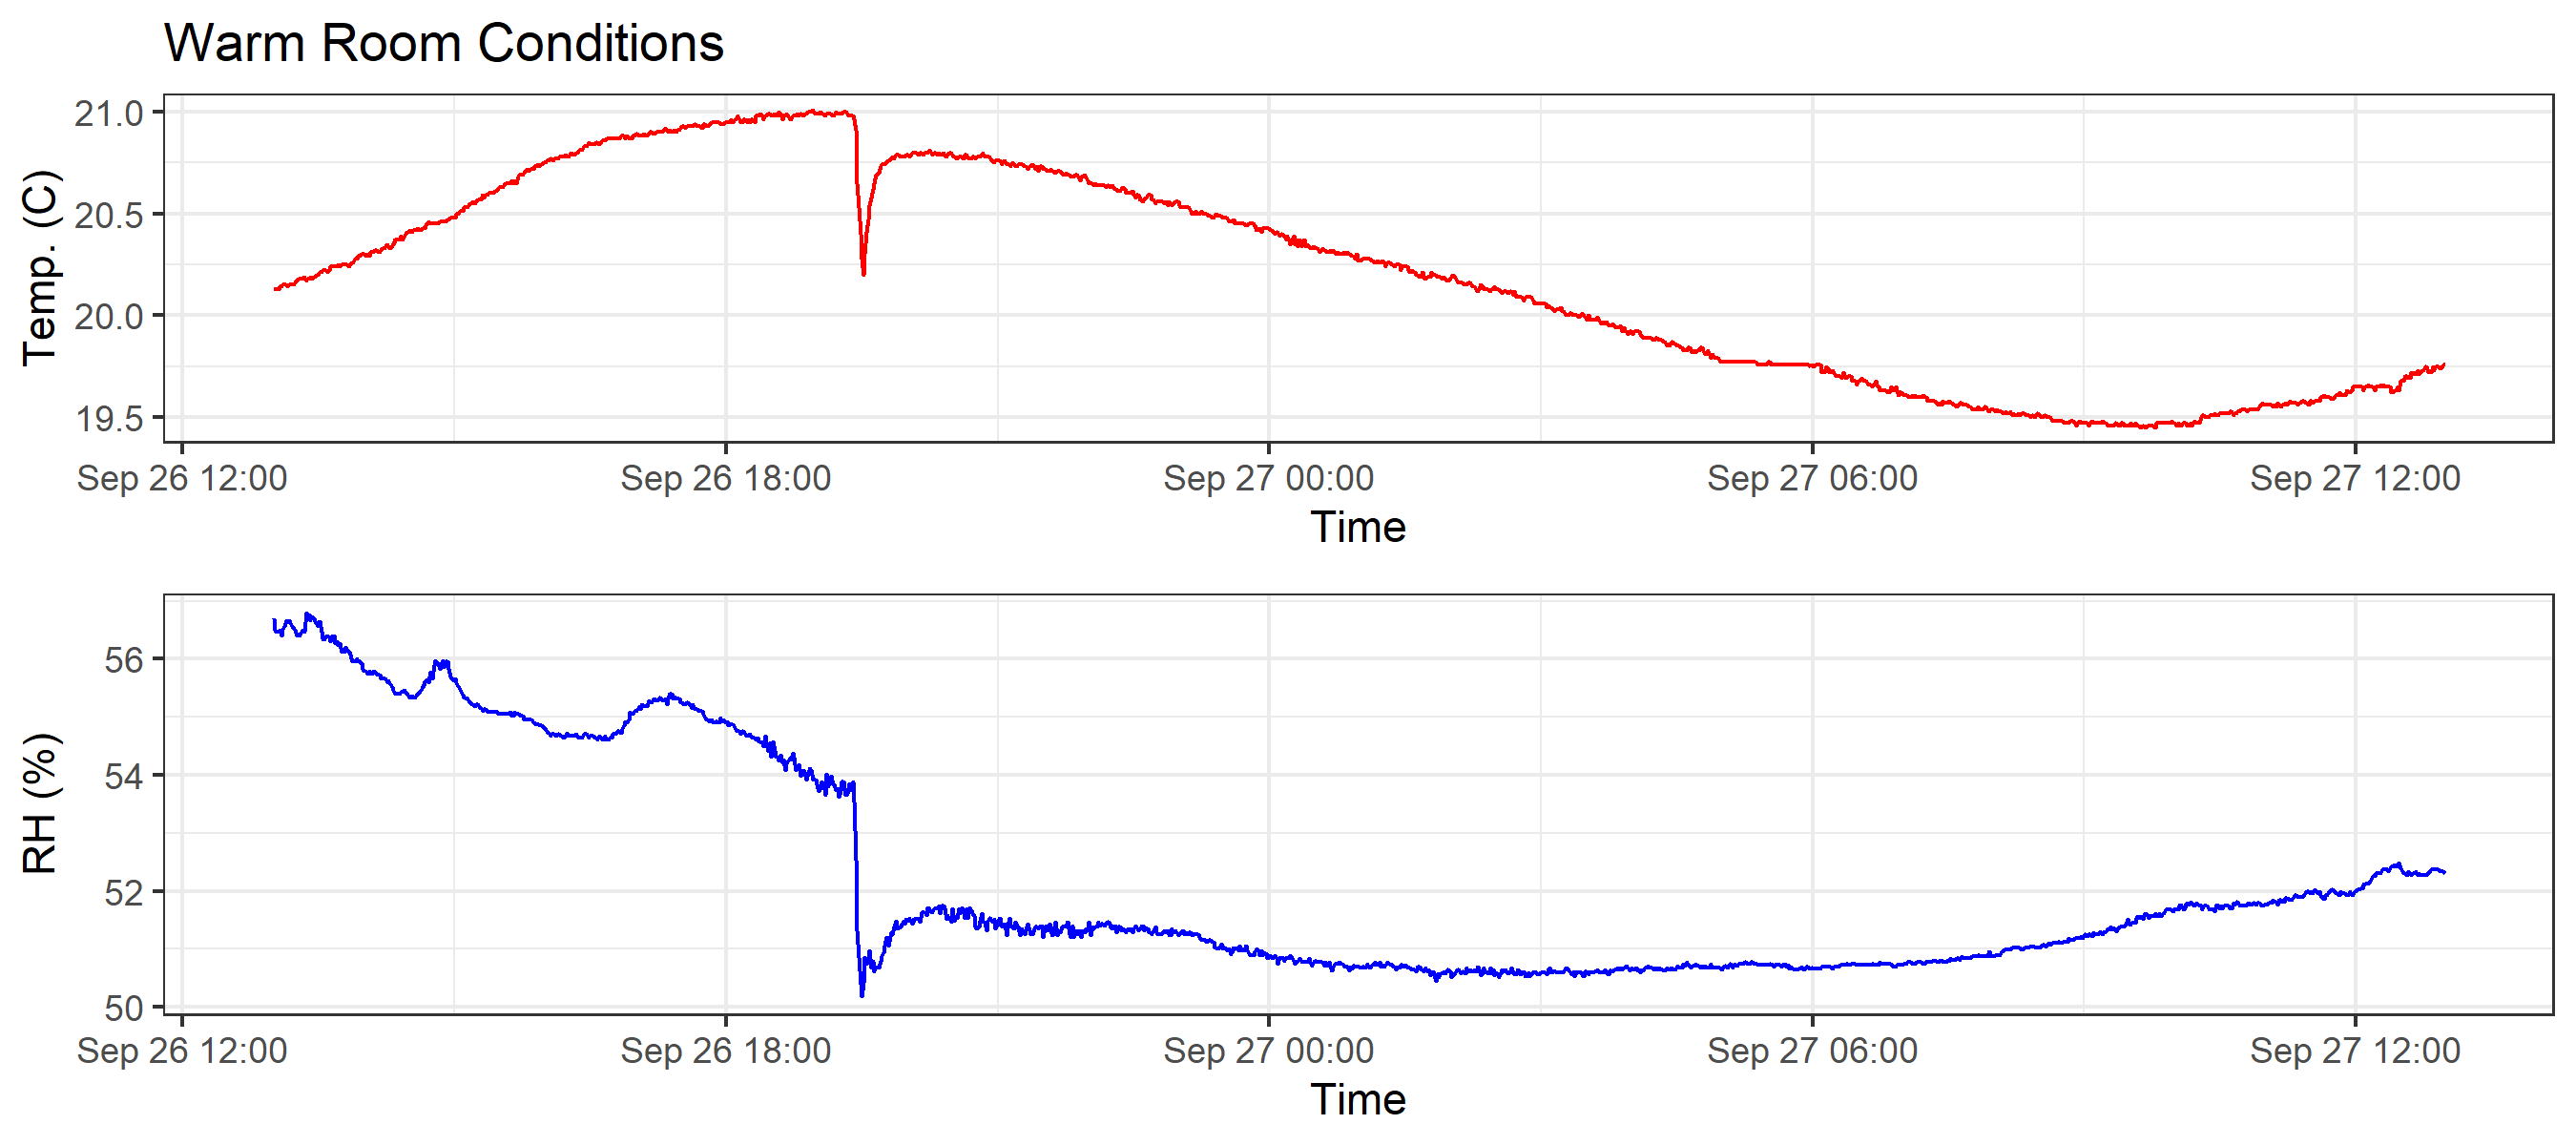 Warm Room Conditions
Temp. (C)
21.0
20.5
20.0
19.5
Sep 26 12:00 Sep 26 18:00 Sep 27 00:00 Sep 27 06:00 Sep 27 12:00
Time
RH (%)
56
54
52
50
Sep 26 12:00 Sep 26 18:00 Sep 27 00:00 Sep 27 06:00 Sep 27 12:00
Time